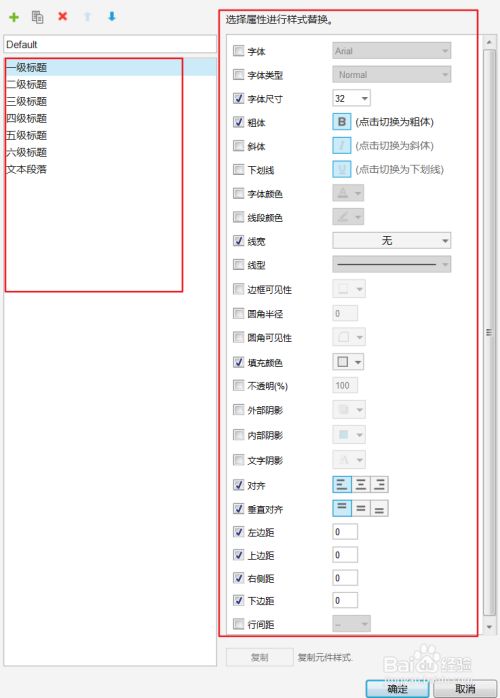 选择属性进行样式替换。
Default
一级标题
二级标题
三级标题
四级标题
五级标题
六级标题
文本段落
字体 Arial
字体类型 Normal
字体尺寸 32
粗体 B (点击切换为粗体)
斜体 I (点击切换为斜体)
下划线 U (点击切换为下划线)
字体颜色 A
线段颜色
线宽 无
线型
边框可见性
圆角半径 0
圆角可见性
填充颜色
不透明(%) 100
外部阴影
内部阴影
文字阴影 A
对齐
垂直对齐
左边距 0
上边距 0
右侧距 0
下边距 0
行间距 --
复制 复制元件样式.
Baidu 经验
确定 取消